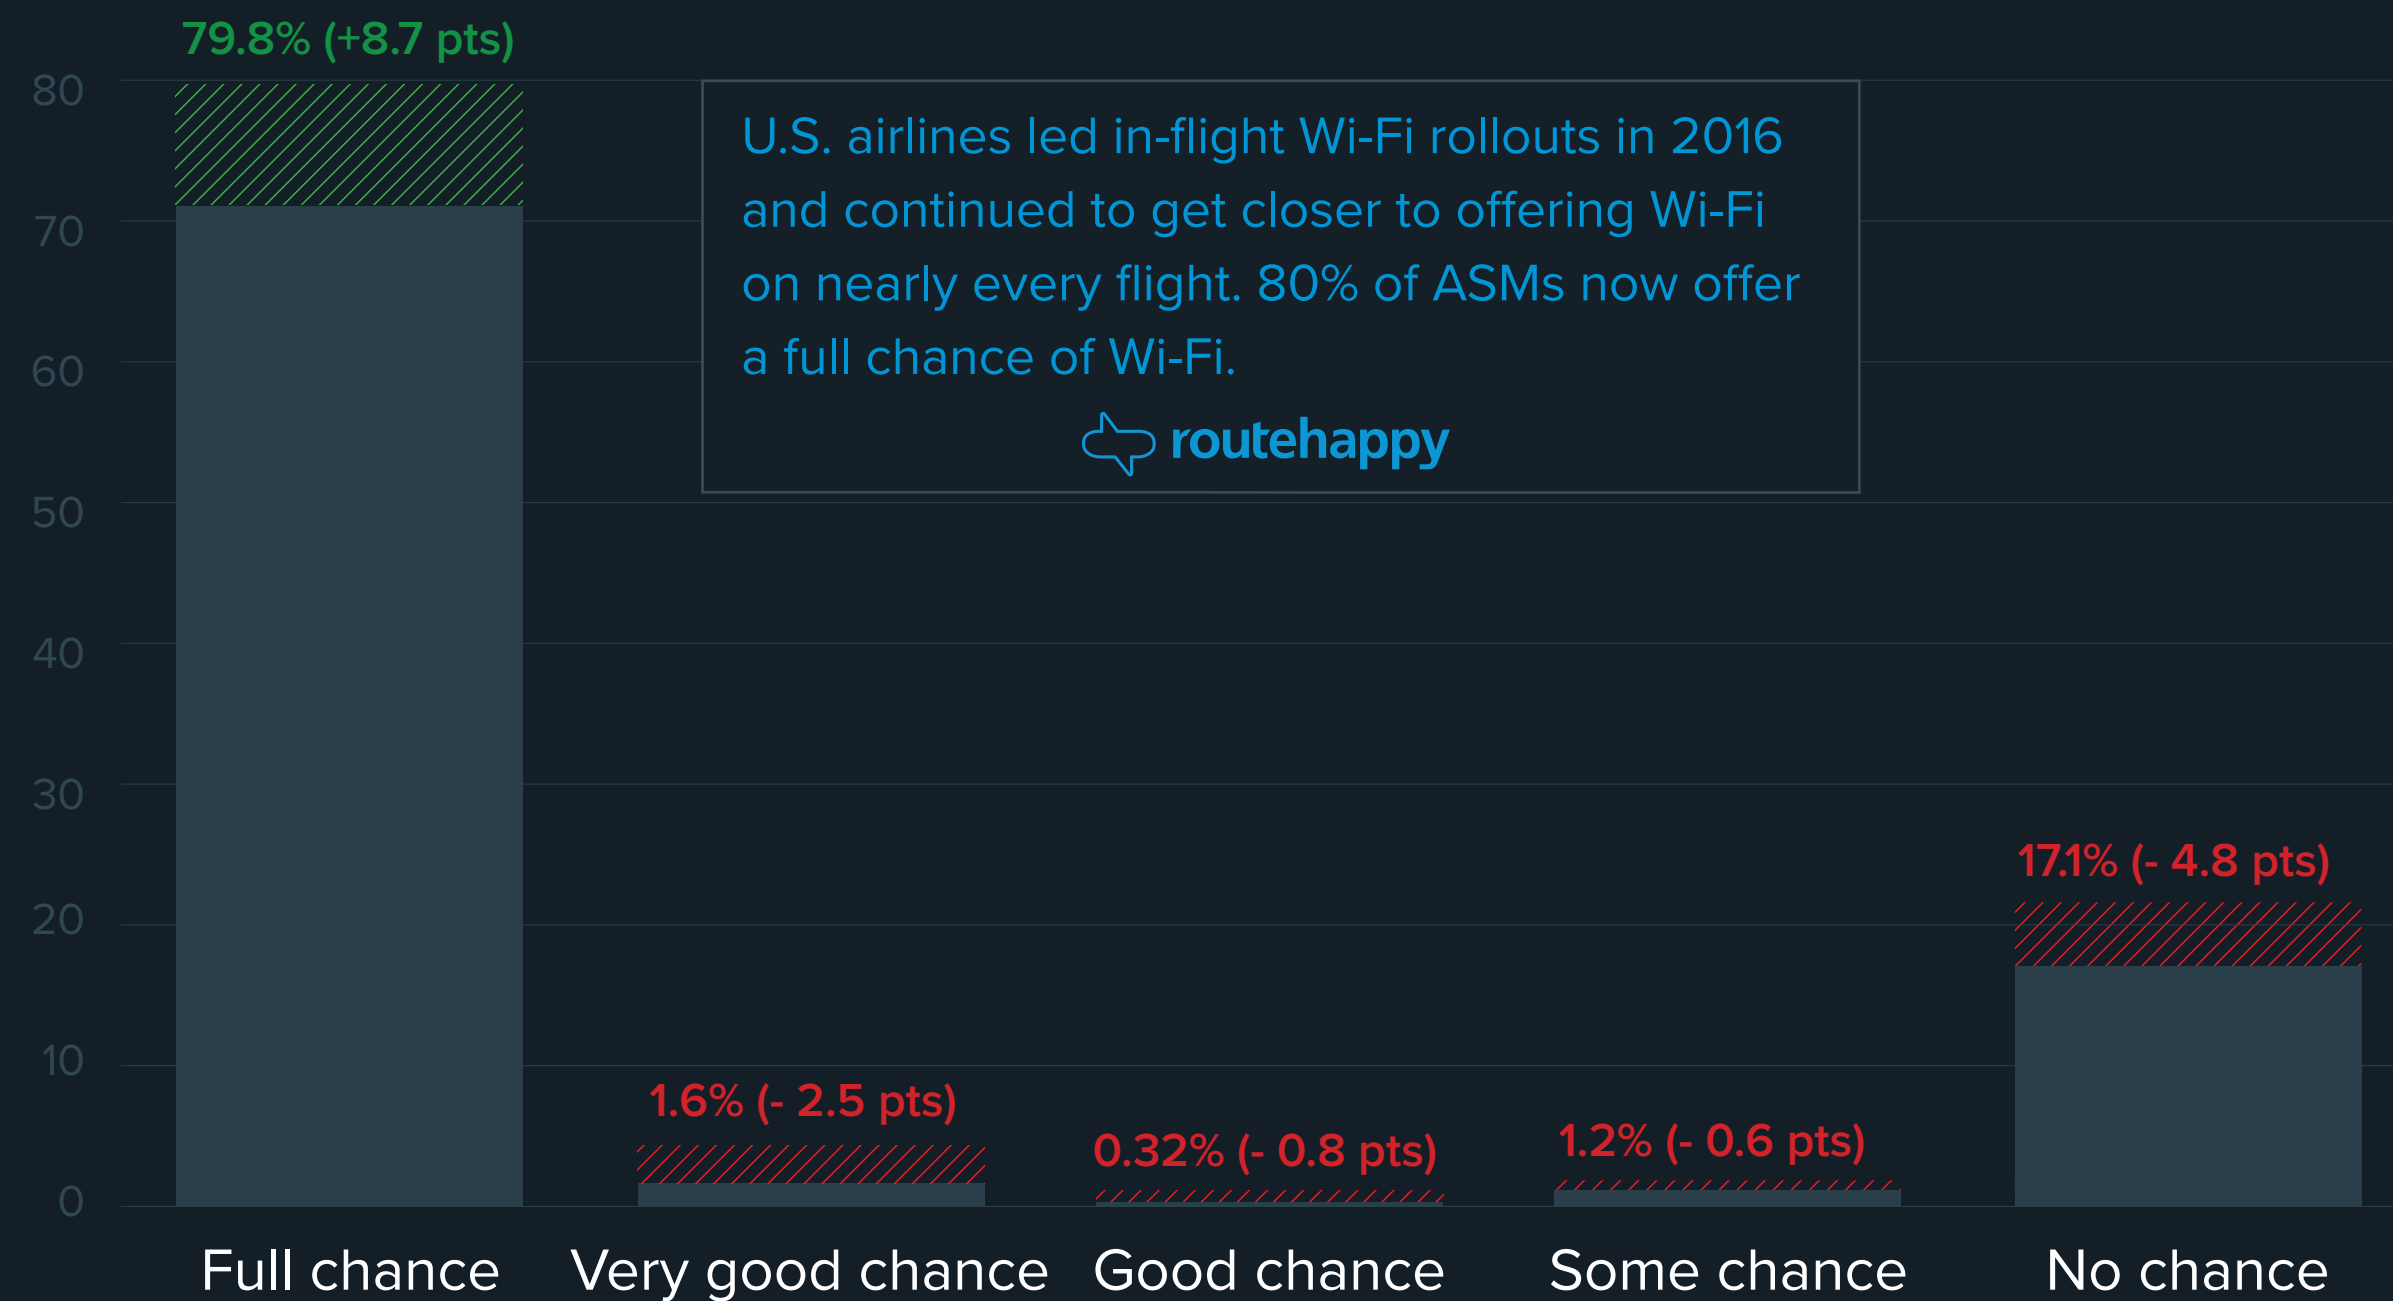 79.8% (+8.7 pts)
80
U.S. airlines led in-flight Wi-Fi rollouts in 2016
and continued to get closer to offering Wi-Fi
on nearly every flight. 80% of ASMs now offer
a full chance of Wi-Fi.
routehappy
70
60
50
40
30
20
10
0
17.1% (- 4.8 pts)
1.6% (- 2.5 pts)
0.32% (- 0.8 pts)
1.2% (- 0.6 pts)
Full chance
Very good chance
Good chance
Some chance
No chance